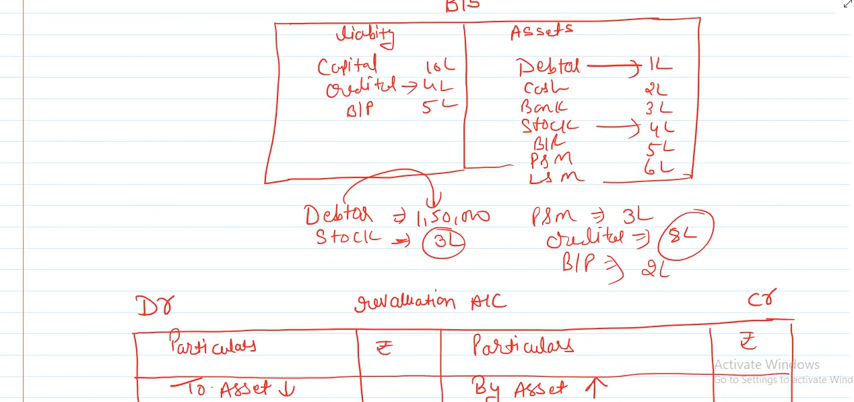 B/S
Liabity Assets
Capital 10L Debtor → 1L
Creditor → 4L Cash 2L
B/P 5L Bank 3L
Stock → 4L
B/R 5L
P&M 6L
L&M
Debtor ⇒ 1,50,000 P&M ⇒ 3L
Stock → 3L Creditor ⇒ 8L
B/P ⇒ 2L
Dr revaluation A/C Cr
Particulars ₹ Particulars ₹
To Asset ↓ By Asset ↑
Activate Windows
Go to Settings to activate Wind